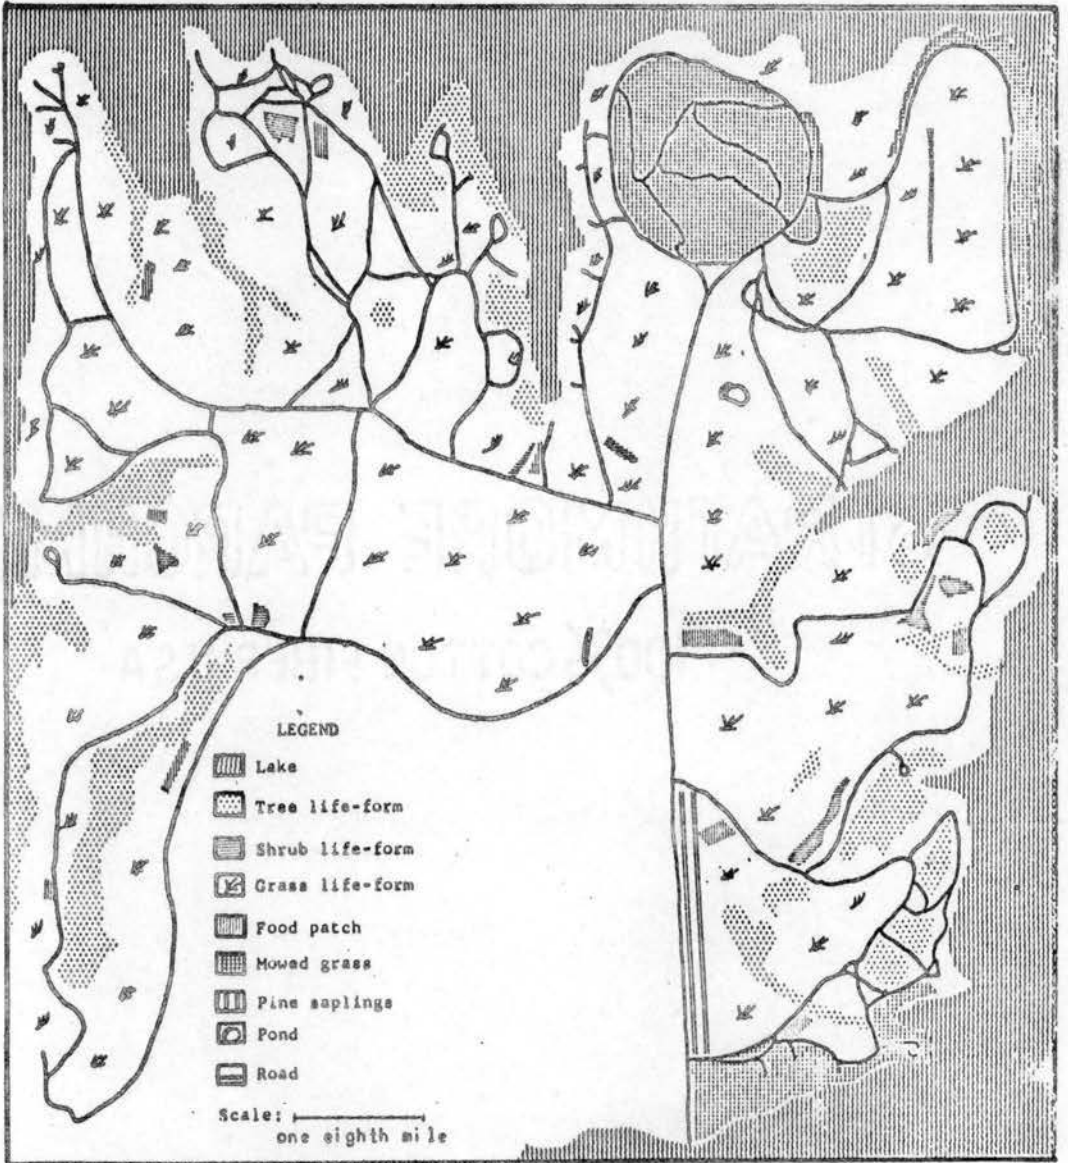 LEGEND
Lake
Tree life-form
Shrub life-form
Grass life-form
Food patch
Mowed grass
Pine saplings
Pond
Road
Scale:
one eighth mile